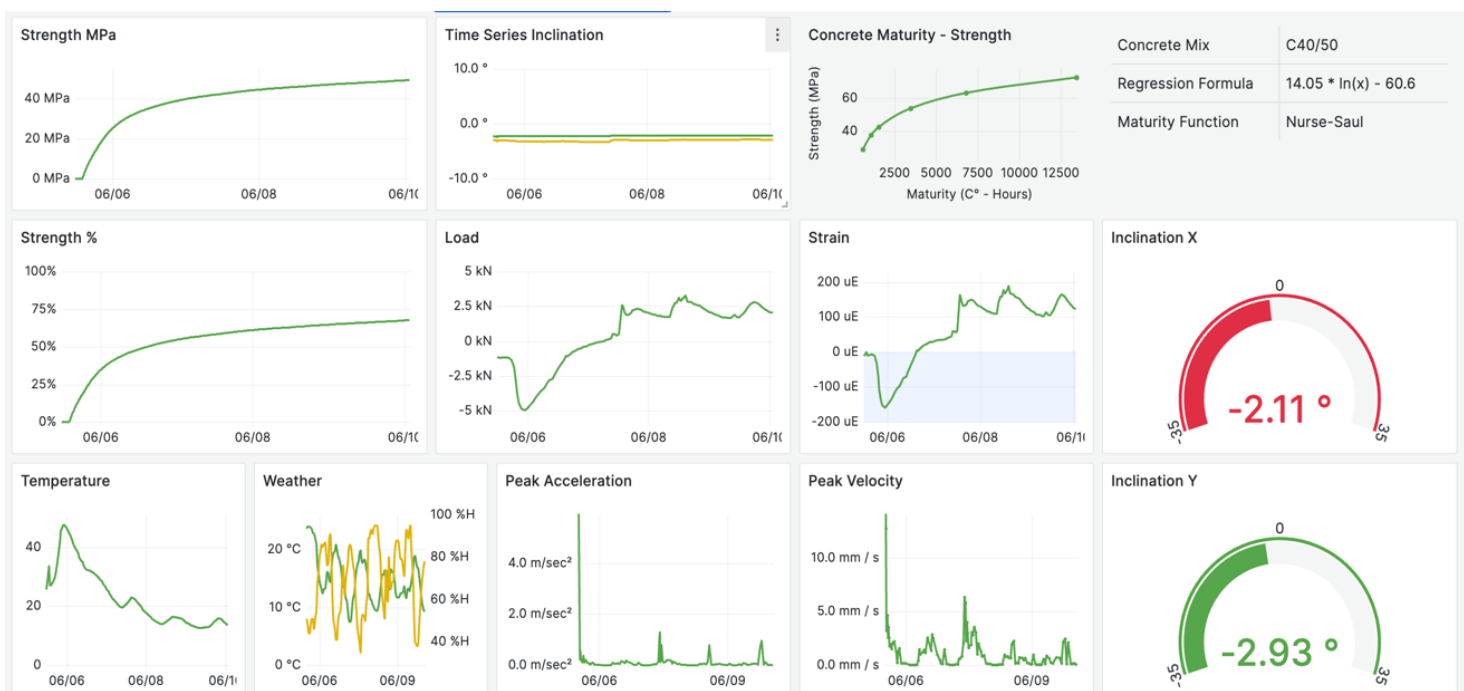 Strength MPa
40 MPa
20 MPa
0 MPa
06/06
06/08
06/10
Time Series Inclination
10.0 °
0.0 °
-10.0 °
06/06
06/08
06/10
Concrete Maturity - Strength
Strength (MPa)
60
40
2500 5000 7500 10000 12500
Maturity (C° - Hours)
Concrete Mix C40/50
Regression Formula 14.05 * ln(x) - 60.6
Maturity Function Nurse-Saul
Strength %
100%
75%
50%
25%
0%
06/06
06/08
06/10
Load
5 kN
2.5 kN
0 kN
-2.5 kN
-5 kN
06/06
06/08
06/10
Strain
200 uE
100 uE
0 uE
-100 uE
-200 uE
06/06
06/08
06/10
Inclination X
0
-35
35
-2.11 °
Temperature
40
20
0
06/06
06/08
06/10
Weather
20 °C
10 °C
0 °C
100 %H
80 %H
60 %H
40 %H
06/06
06/09
Peak Acceleration
4.0 m/sec²
2.0 m/sec²
0.0 m/sec²
06/06
06/09
Peak Velocity
10.0 mm / s
5.0 mm / s
0.0 mm / s
06/06
06/09
Inclination Y
0
-35
35
-2.93 °